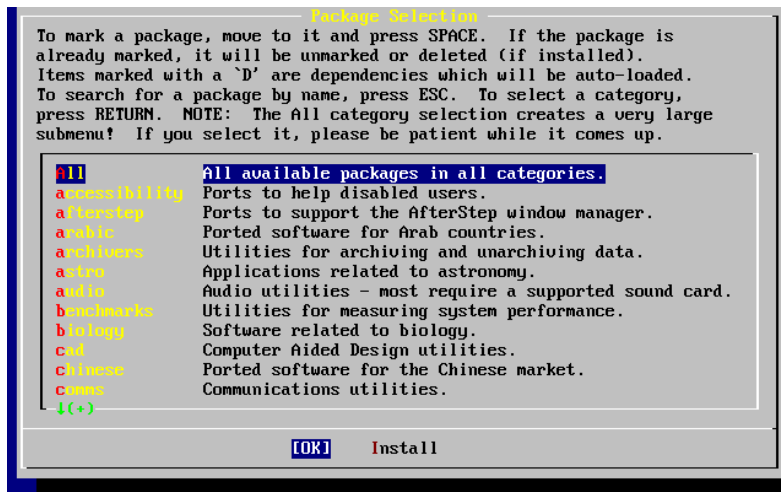 Package Selection
To mark a package, move to it and press SPACE.  If the package is
already marked, it will be unmarked or deleted (if installed).
Items marked with a `D' are dependencies which will be auto-loaded.
To search for a package by name, press ESC.  To select a category,
press RETURN.  NOTE:  The All category selection creates a very large
submenu!  If you select it, please be patient while it comes up.
All All available packages in all categories.
accessibility Ports to help disabled users.
afterstep Ports to support the AfterStep window manager.
arabic Ported software for Arab countries.
archivers Utilities for archiving and unarchiving data.
astro Applications related to astronomy.
audio Audio utilities - most require a supported sound card.
benchmarks Utilities for measuring system performance.
biology Software related to biology.
cad Computer Aided Design utilities.
chinese Ported software for the Chinese market.
comms Communications utilities.
↓(+)
[OK] Install